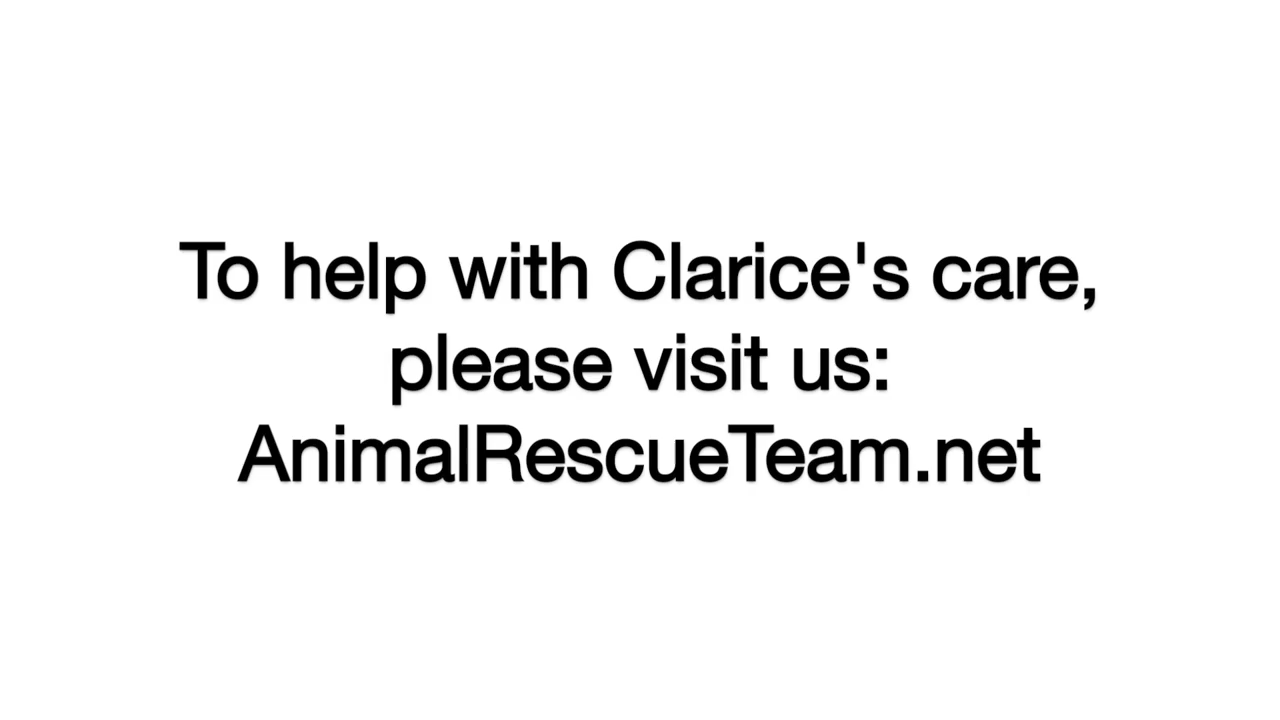 To help with Clarice's care,
please visit us:
AnimalRescueTeam.net